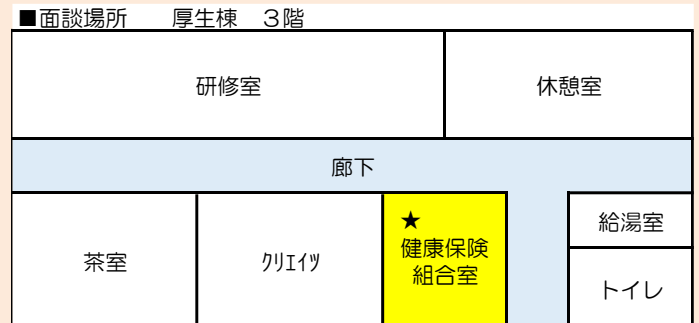 ■面談場所　厚生棟　３階
研修室
休憩室
廊下
茶室
ｸﾘｴｲﾂ
★
健康保険
組合室
給湯室
トイレ